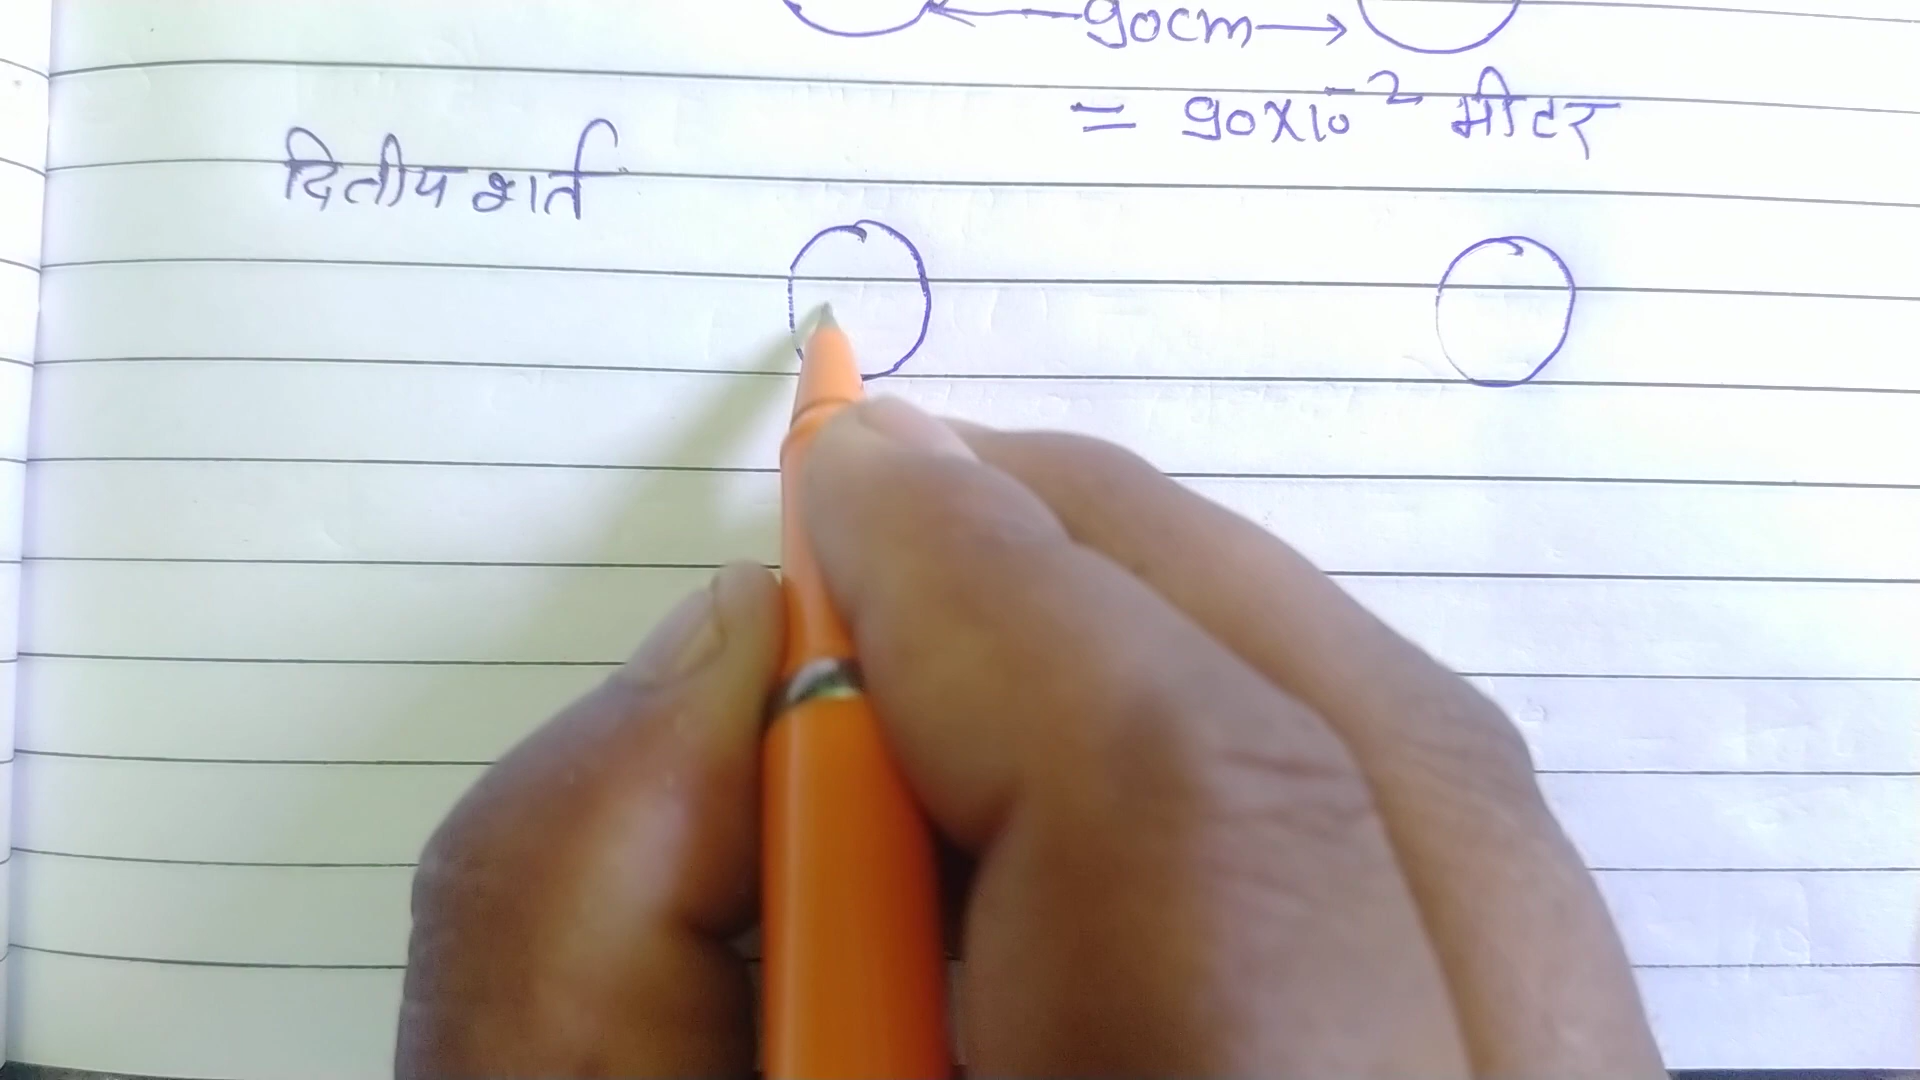 90cm
= 90x10⁻² मीटर
दितीय शर्त